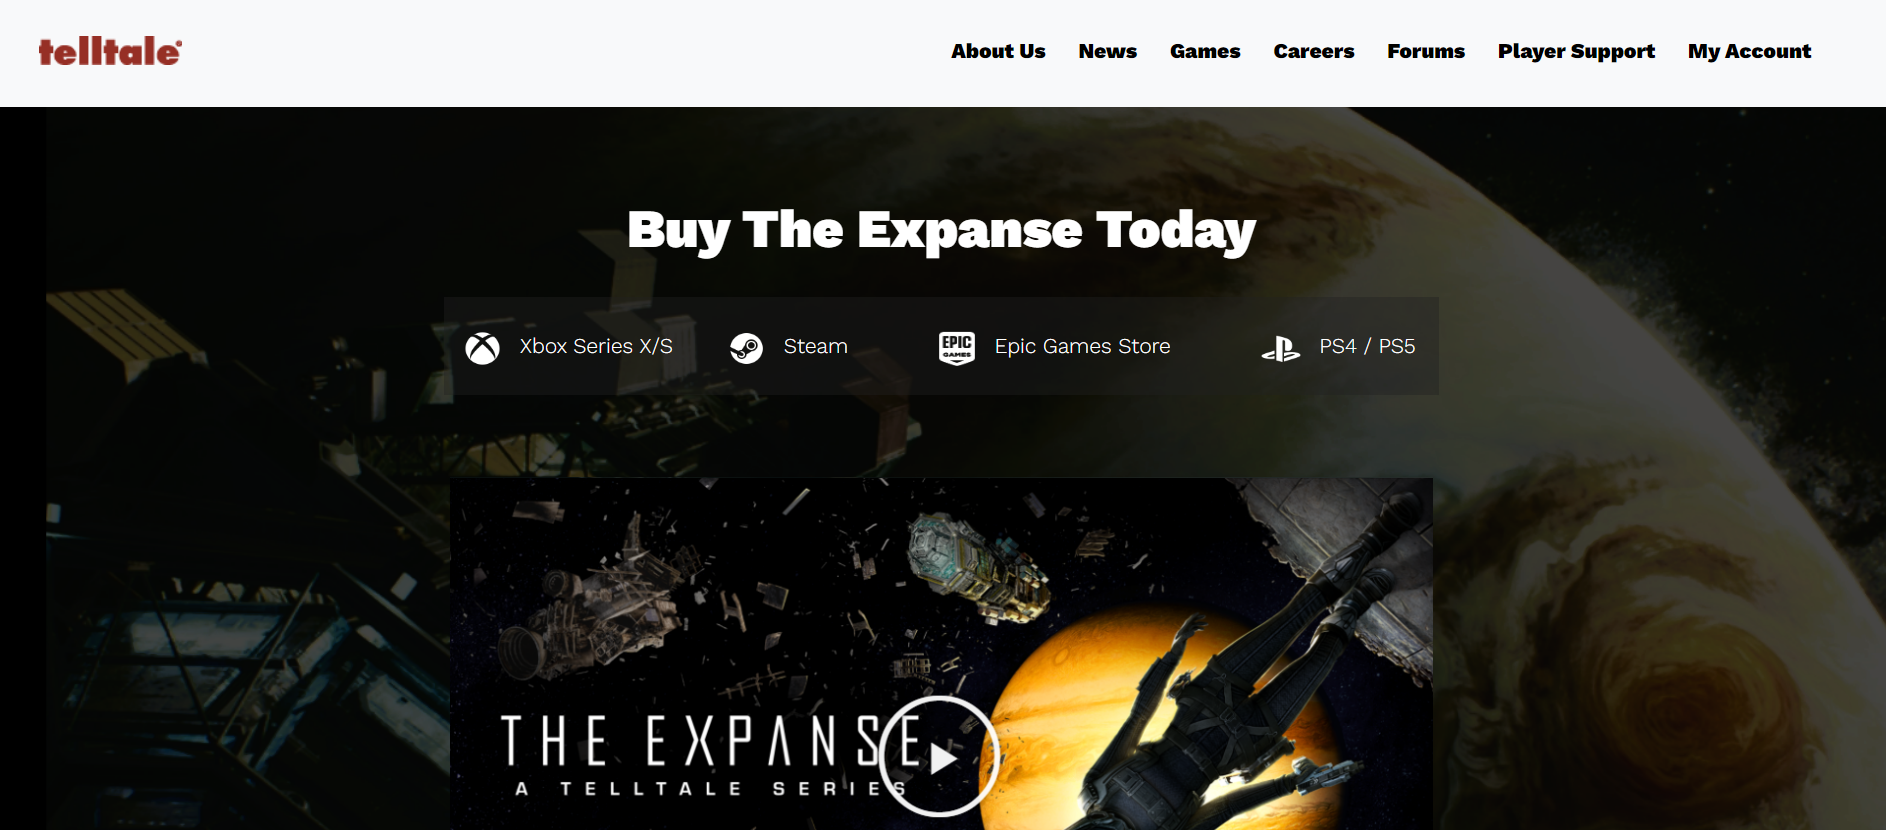 telltale
About Us News Games Careers Forums Player Support My Account
Buy The Expanse Today
Xbox Series X/S Steam EPIC GAMES Epic Games Store PS4 / PS5
THE EXPANSE
A TELLTALE SERIES